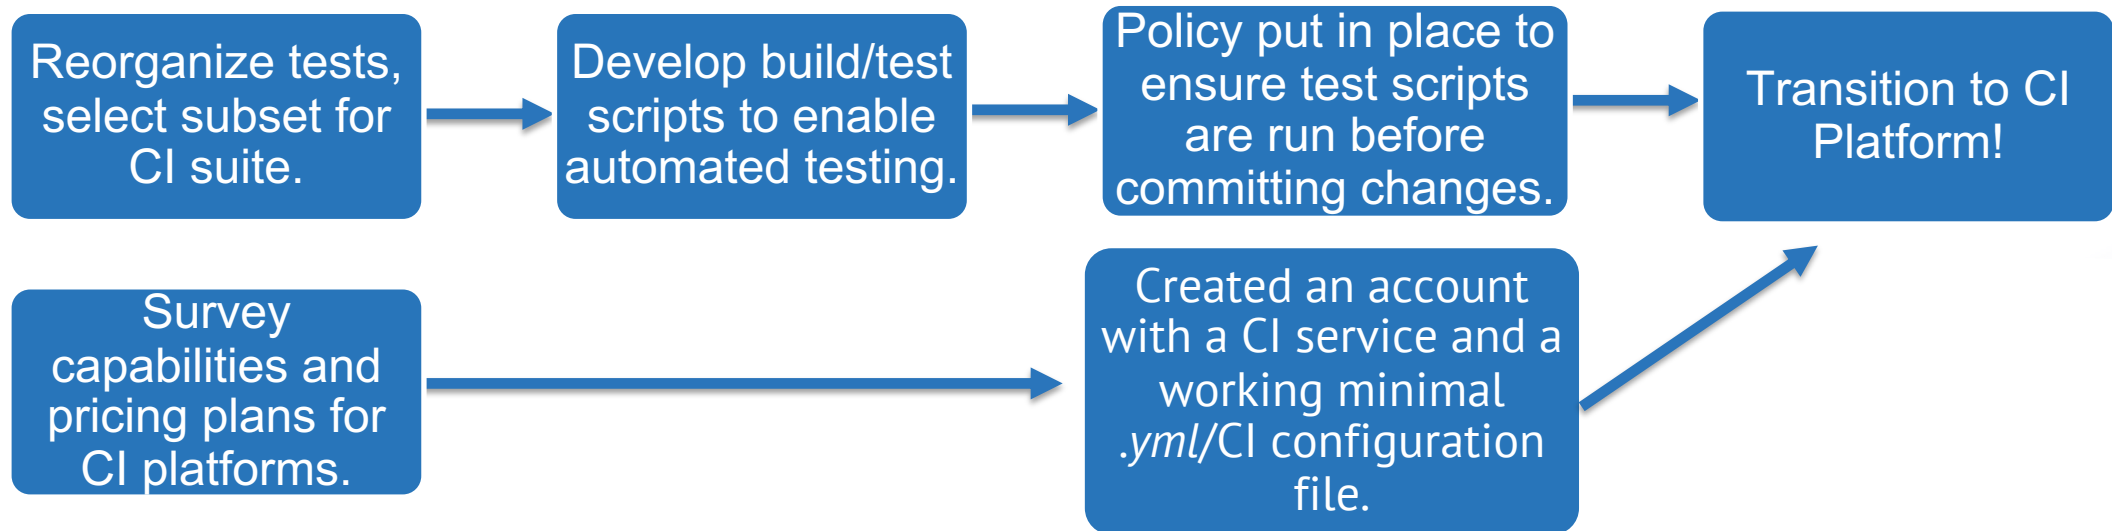 Reorganize tests,
select subset for
CI suite.
Develop build/test
scripts to enable
automated testing.
Policy put in place to
ensure test scripts
are run before
committing changes.
Transition to CI
Platform!
Survey
capabilities and
pricing plans for
CI platforms.
Created an account
with a CI service and a
working minimal
.yml/CI configuration
file.